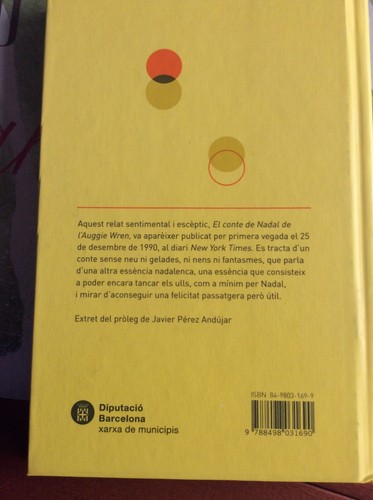 Aquest relat sentimental i escèptic, El conte de Nadal de
l'Auggie Wren, va aparèixer publicat per primera vegada el 25
de desembre de 1990, al diari New York Times. Es tracta d'un
conte sense neu ni gelades, ni nens ni fantasmes, que parla
d'una altra essència nadalenca, una essència que consisteix
a poder encara tancar els ulls, com a mínim per Nadal,
i mirar d'aconseguir una felicitat passatgera però útil.
Extret del pròleg de Javier Pérez Andújar
Diputació
Barcelona
xarxa de municipis
ISBN 84-9803-169-9
9 788498 031690